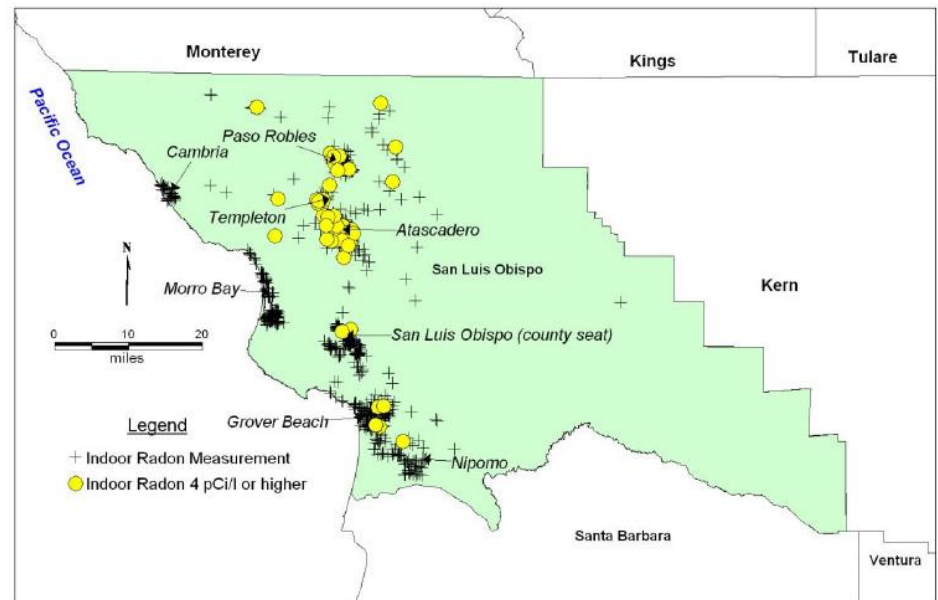 Monterey
Kings
Tulare
Pacific Ocean
Paso Robles
Cambria
Templeton
Atascadero
San Luis Obispo
N
Kern
Morro Bay
0 10 20
miles
San Luis Obispo (county seat)
Grover Beach
Legend
Indoor Radon Measurement
Nipomo
Indoor Radon 4 pCi/l or higher
Santa Barbara
Ventura